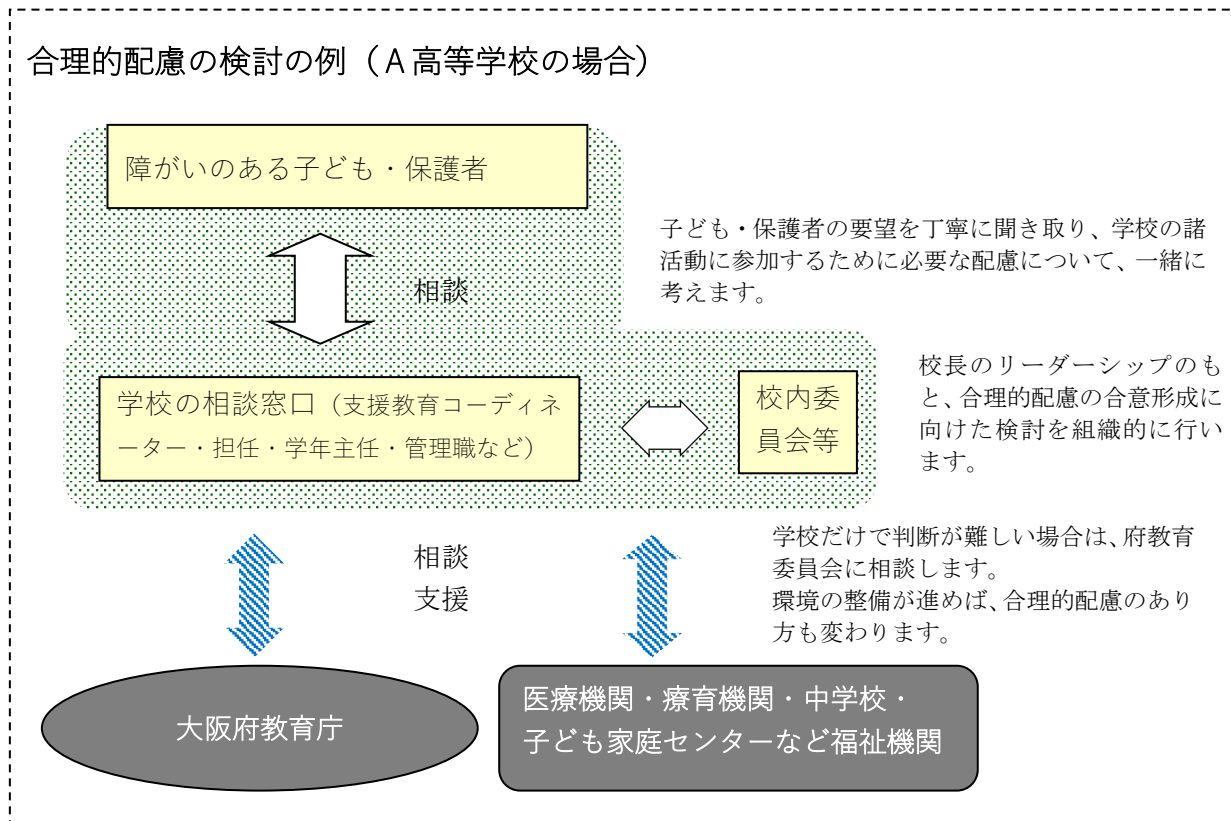 合理的配慮の検討の例(A高等学校の場合)
障がいのある子ども・保護者
子ども・保護者の要望を丁寧に聞き取り、学校の諸
活動に参加するために必要な配慮について、一緒に
考えます。
相談
学校の相談窓口(支援教育コーディネ
ーター・担任・学年主任・管理職など)
校内委
員会等
校長のリーダーシップのも
と、合理的配慮の合意形成に
向けた検討を組織的に行い
ます。
相談
支援
学校だけで判断が難しい場合は、府教育
委員会に相談します。
環境の整備が進めば、合理的配慮のあり
方も変わります。
大阪府教育庁
医療機関・療育機関・中学校・
子ども家庭センターなど福祉機関